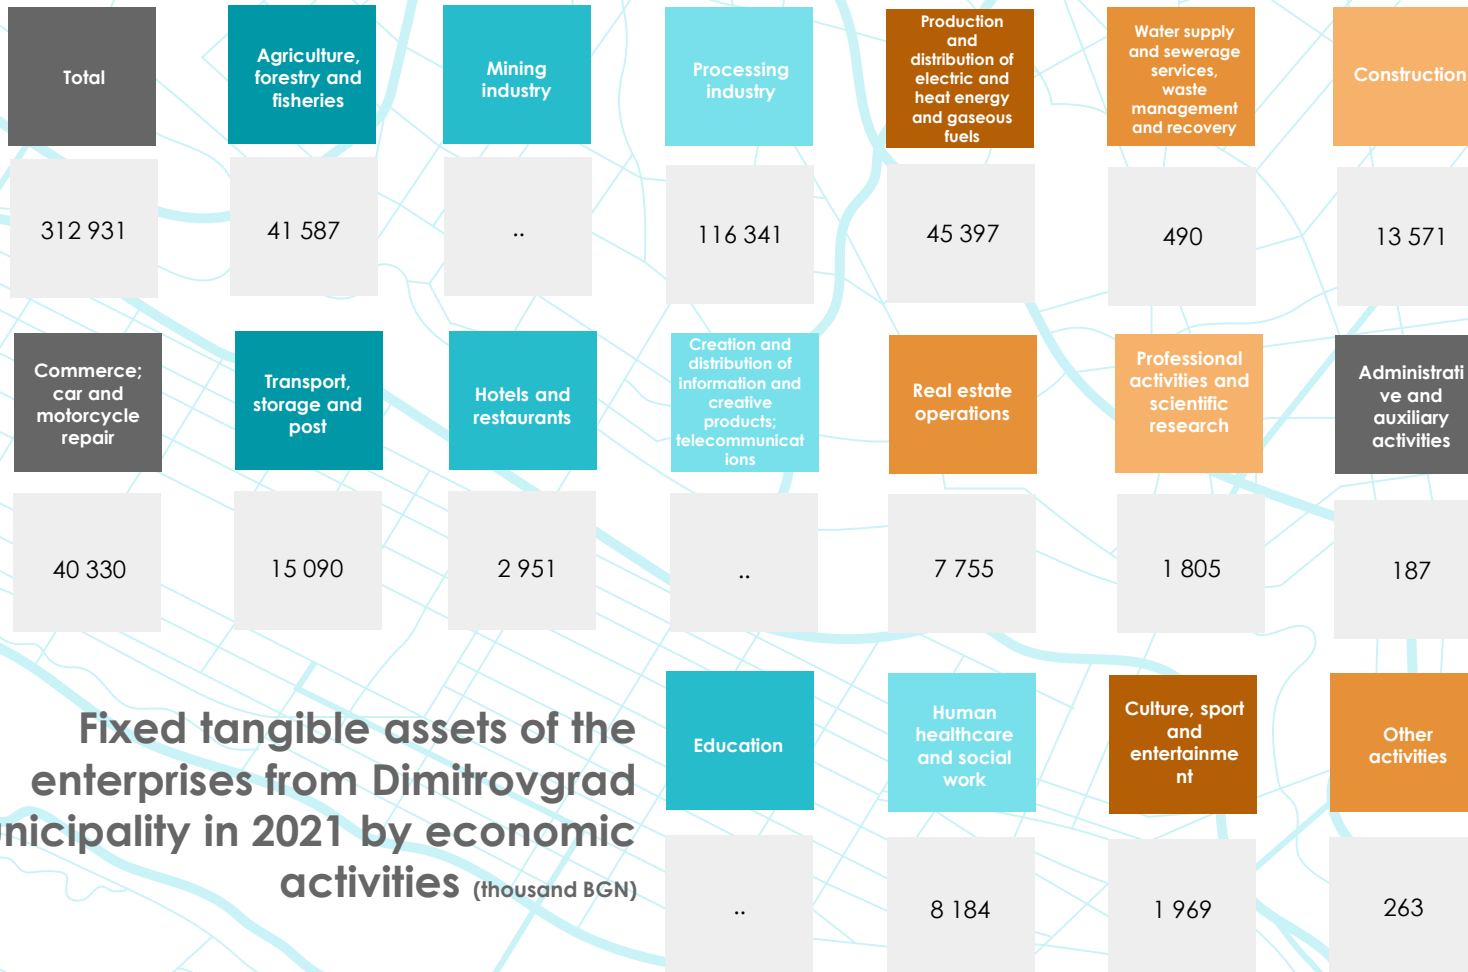 Total
Agriculture,
forestry and
fisheries
Mining
industry
Processing
industry
Production
and
distribution of
electric and
heat energy
and gaseous
fuels
Water supply
and sewerage
services,
waste
management
and recovery
Construction
312 931
41 587
..
116 341
45 397
490
13 571
Commerce;
car and
motorcycle
repair
Transport,
storage and
post
Hotels and
restaurants
Creation and
distribution of
information and
creative
products;
telecommunicat
ions
Real estate
operations
Professional
activities and
scientific
research
Administrati
ve and
auxiliary
activities
40 330
15 090
2 951
..
7 755
1 805
187
Fixed tangible assets of the
enterprises from Dimitrovgrad
unicipality in 2021 by economic
activities (thousand BGN)
Education
Human
healthcare
and social
work
Culture, sport
and
entertainme
nt
Other
activities
..
8 184
1 969
263